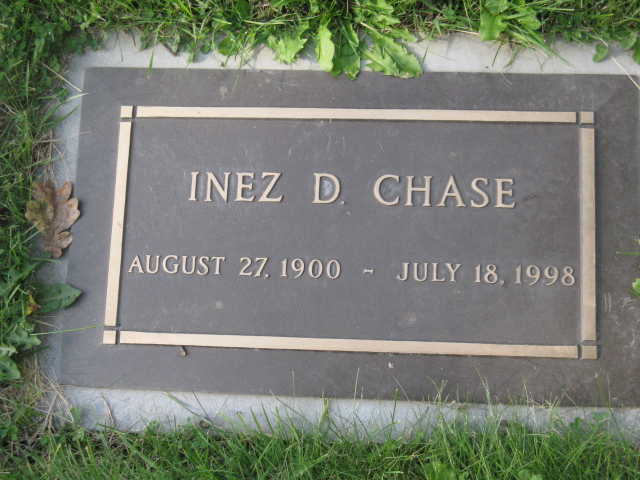 INEZ D. CHASE
AUGUST 27, 1900 - JULY 18, 1998